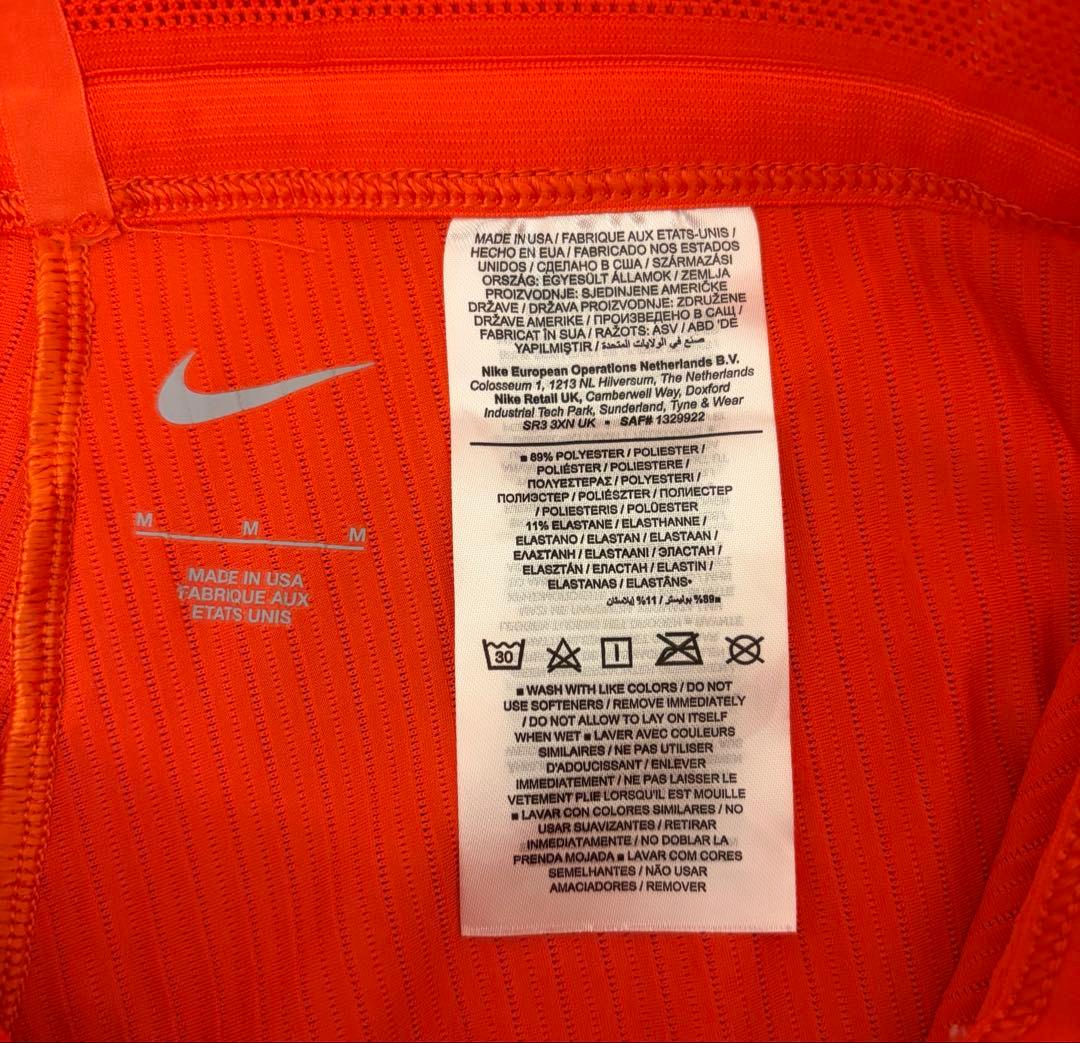 M M M
MADE IN USA
FABRIQUE AUX
ETATS-UNIS
MADE IN USA / FABRIQUE AUX ETATS-UNIS /
HECHO EN EUA / FABRICADO NOS ESTADOS
UNIDOS / СДЕЛАНО В США / SZÁRMAZÁSI
ORSZÁG: EGYESÜLT ÁLLAMOK / ZEMLJA
PROIZVODNJE: SJEDINJENE AMERIČKE
DRŽAVE / DRŽAVA PROIZVODNJE: ZDRUŽENE
DRŽAVE AMERIKE / ПРОИЗВЕДЕНО В САЩ /
FABRICAT ÎN SUA / RAŽOTS: ASV / ABD 'DE
YAPILMIŞTIR / صنع في الولايات المتحدة
Nike European Operations Netherlands B.V.
Colosseum 1, 1213 NL Hilversum, The Netherlands
Nike Retail UK, Camberwell Way, Doxford
Industrial Tech Park, Sunderland, Tyne & Wear
SR3 3XN UK • SAF# 1329922
■ 89% POLYESTER / POLIESTER /
POLIÉSTER / POLIESTERE /
ΠΟΛΥΕΣΤΕΡΑΣ / POLYESTERI /
ПОЛИЭСТЕР / POLIÉSZTER / ПОЛИЕСТЕР
/ POLIESTERIS / POLÜESTER
11% ELASTANE / ELASTHANNE /
ELASTANO / ELASTAN / ELASTAAN /
ΕΛΑΣΤΑΝΗ / ELASTAANI / ЭЛАСТАН /
ELASZTÁN / ЕЛАСТАН / ELASTIN /
ELASTANAS / ELASTĀNS•
■89% بوليستر / 11% إيلاستان
30
■ WASH WITH LIKE COLORS / DO NOT
USE SOFTENERS / REMOVE IMMEDIATELY
/ DO NOT ALLOW TO LAY ON ITSELF
WHEN WET ■ LAVER AVEC COULEURS
SIMILAIRES / NE PAS UTILISER
D'ADOUCISSANT / ENLEVER
IMMEDIATEMENT / NE PAS LAISSER LE
VETEMENT PLIE LORSQU'IL EST MOUILLE
■ LAVAR CON COLORES SIMILARES / NO
USAR SUAVIZANTES / RETIRAR
INMEDIATAMENTE / NO DOBLAR LA
PRENDA MOJADA ■ LAVAR COM CORES
SEMELHANTES / NÃO USAR
AMACIADORES / REMOVER